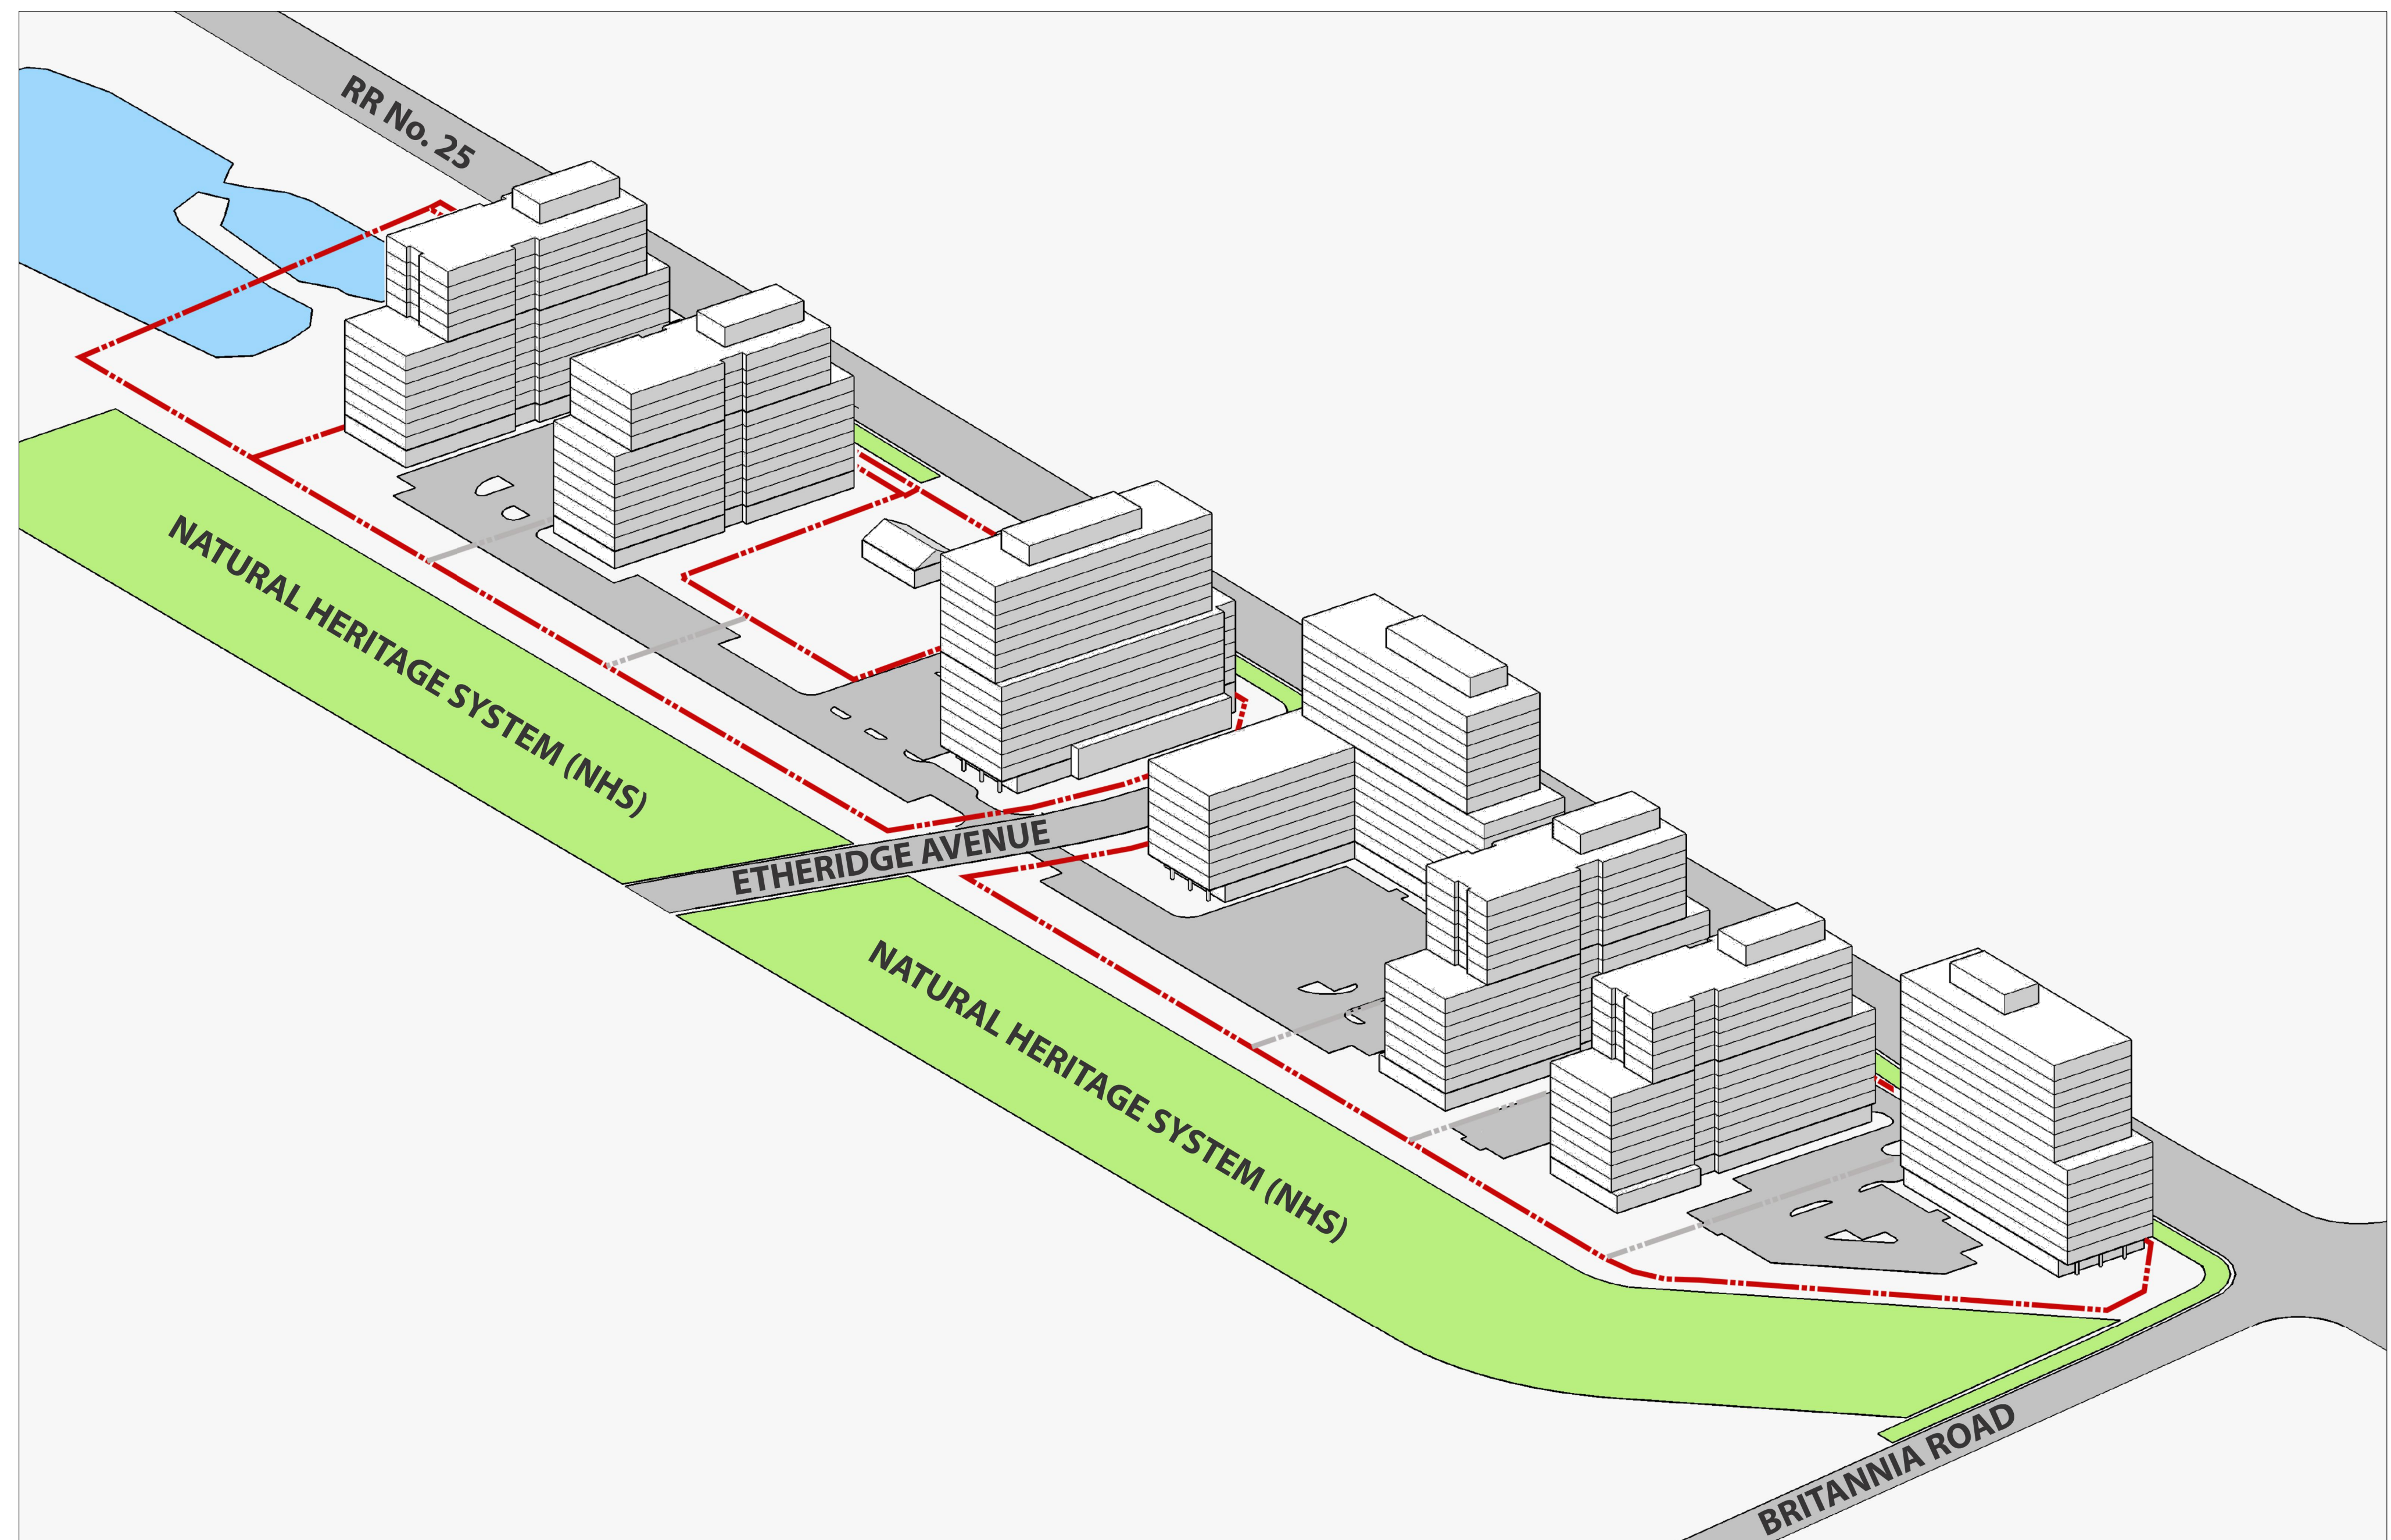 RR No. 25
NATURAL HERITAGE SYSTEM (NHS)
ETHERIDGE AVENUE
NATURAL HERITAGE SYSTEM (NHS)
BRITANNIA ROAD